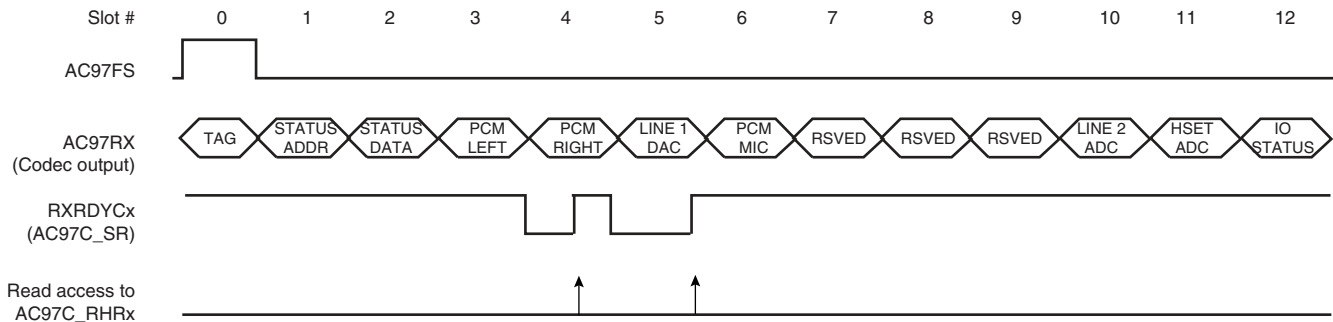 Slot # 0 1 2 3 4 5 6 7 8 9 10 11 12
AC97FS
AC97RX
(Codec output)
TAG
STATUS
ADDR
STATUS
DATA
PCM
LEFT
PCM
RIGHT
LINE 1
DAC
PCM
MIC
RSVED
RSVED
RSVED
LINE 2
ADC
HSET
ADC
IO
STATUS
RXRDYCx
(AC97C_SR)
Read access to
AC97C_RHRx